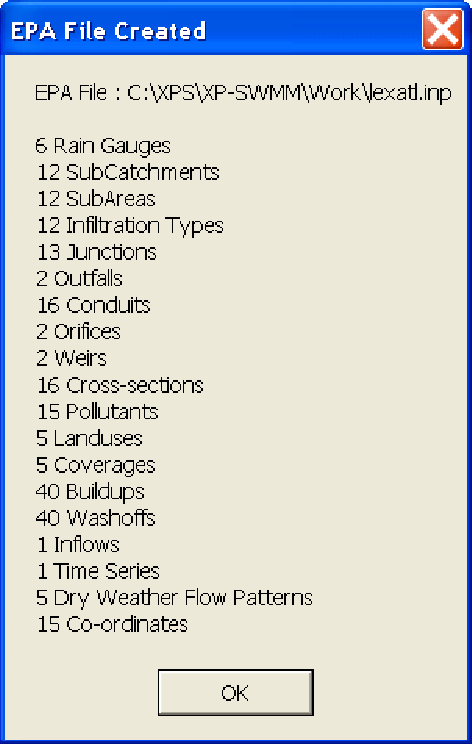 EPA File Created
EPA File : C:\XPS\XP-SWMM\Work\lexatl.inp
6 Rain Gauges
12 SubCatchments
12 SubAreas
12 Infiltration Types
13 Junctions
2 Outfalls
16 Conduits
2 Orifices
2 Weirs
16 Cross-sections
15 Pollutants
5 Landuses
5 Coverages
40 Buildups
40 Washoffs
1 Inflows
1 Time Series
5 Dry Weather Flow Patterns
15 Co-ordinates
OK